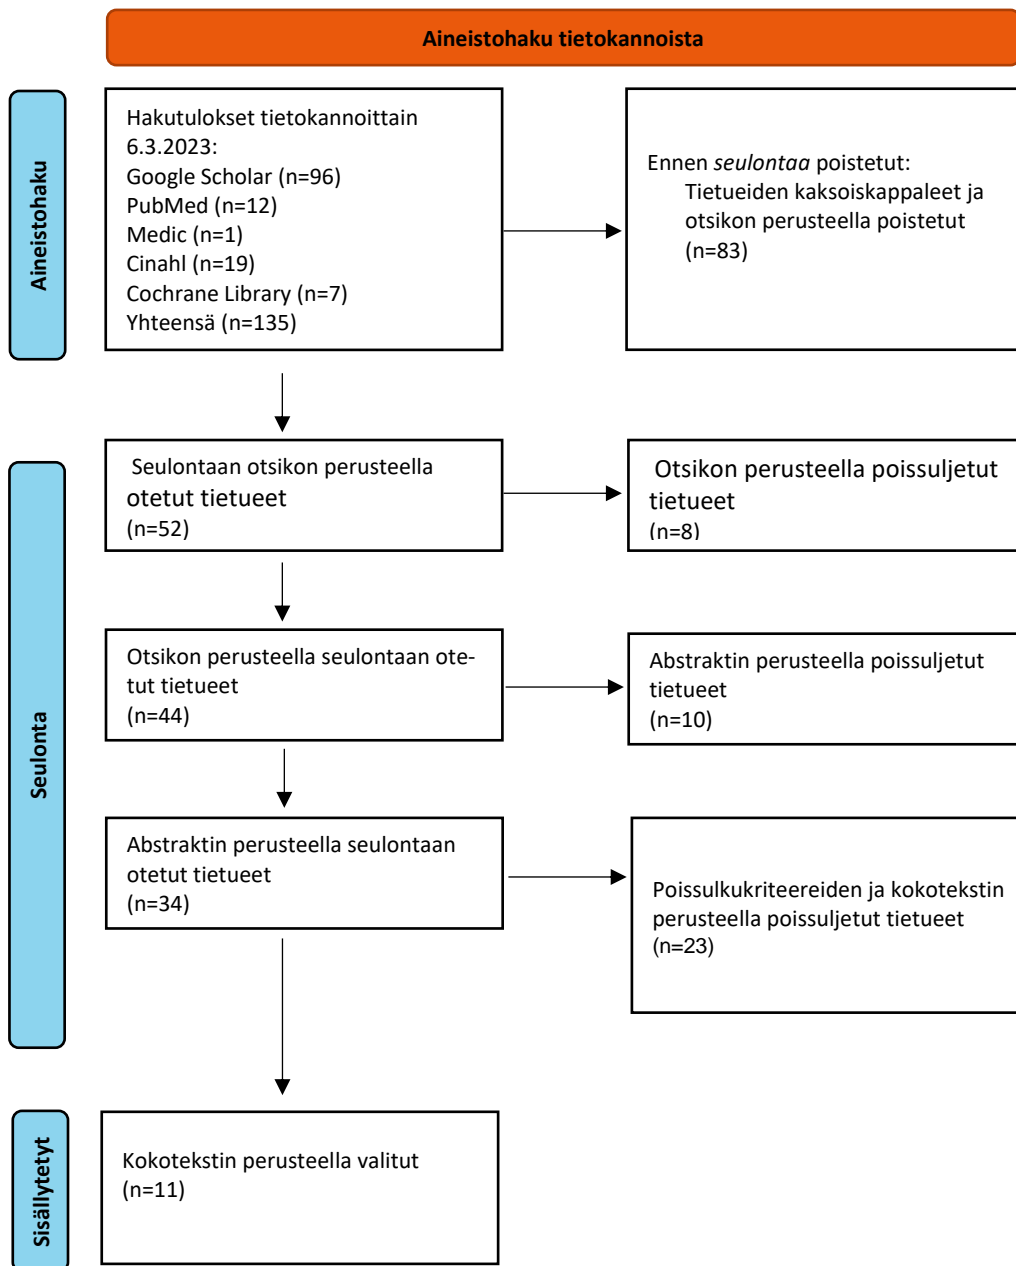 Aineistohaku tietokannoista
Aineistohaku
Hakutulokset tietokannoittain
6.3.2023:
Google Scholar (n=96)
PubMed (n=12)
Medic (n=1)
Cinahl (n=19)
Cochrane Library (n=7)
Yhteensä (n=135)
Ennen seulontaa poistetut:
Tietueiden kaksoiskappaleet ja
otsikon perusteella poistetut
(n=83)
Seulonta
Seulontaan otsikon perusteella
otetut tietueet
(n=52)
Otsikon perusteella poissuljetut
tietueet
(n=8)
Otsikon perusteella seulontaan ote-
tut tietueet
(n=44)
Abstraktin perusteella poissuljetut
tietueet
(n=10)
Abstraktin perusteella seulontaan
otetut tietueet
(n=34)
Poissulkukriteereiden ja kokotekstin
perusteella poissuljetut tietueet
(n=23)
Sisällytetyt
Kokotekstin perusteella valitut
(n=11)